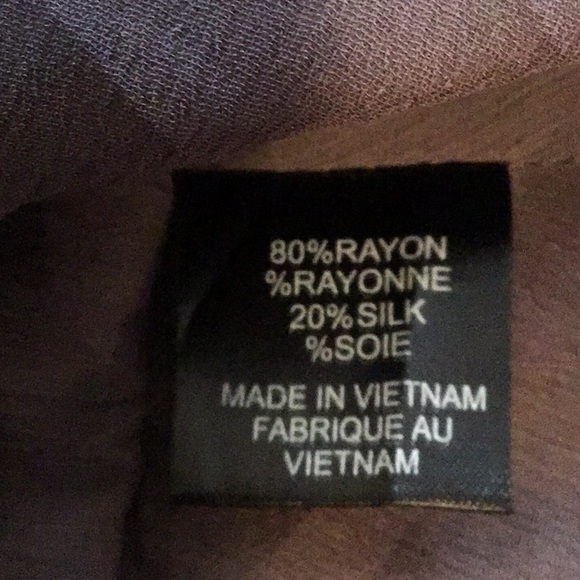 80%RAYON
%RAYONNE
20%SILK
%SOIE
MADE IN VIETNAM
FABRIQUE AU
VIETNAM